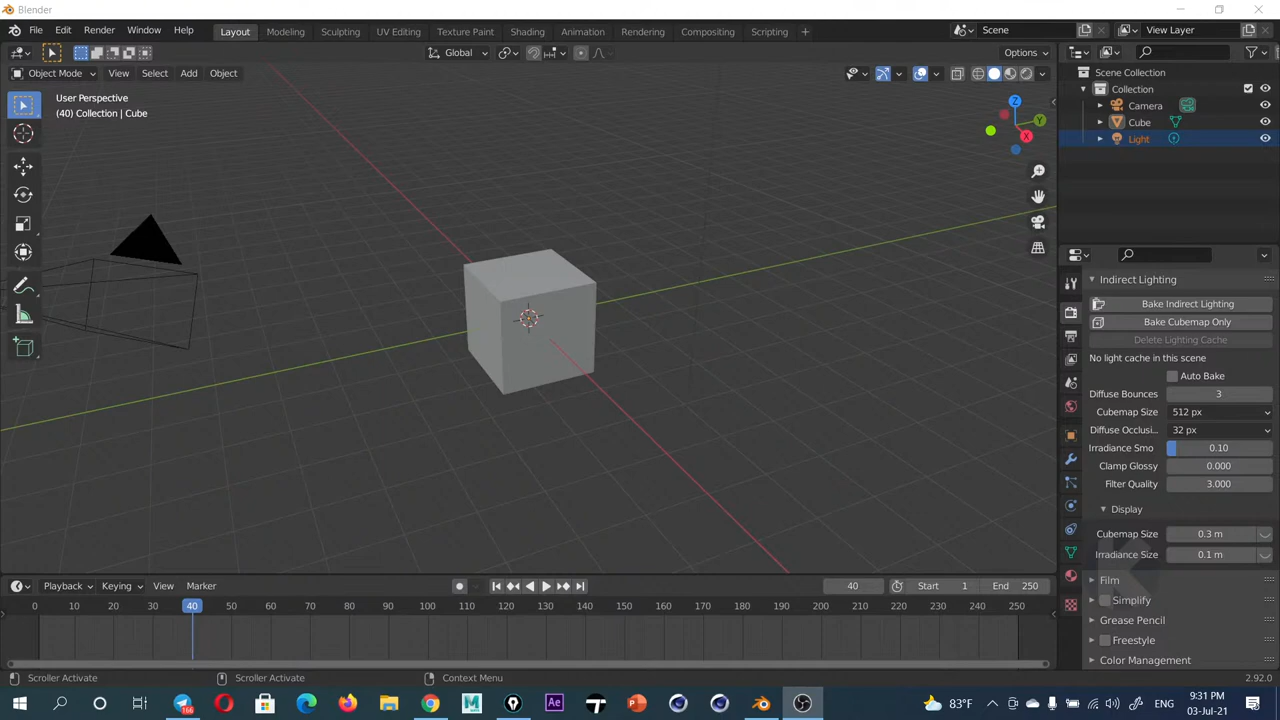 Blender
File Edit Render Window Help
Layout Modeling Sculpting UV Editing Texture Paint Shading Animation Rendering Compositing Scripting +
Scene
View Layer
Global
Options
Object Mode View Select Add Object
User Perspective
(40) Collection | Cube
Z
Y
X
Scene Collection
Collection
Camera
Cube
Light
Indirect Lighting
Bake Indirect Lighting
Bake Cubemap Only
Delete Lighting Cache
No light cache in this scene
Auto Bake
Diffuse Bounces 3
Cubemap Size 512 px
Diffuse Occlusi... 32 px
Irradiance Smo 0.10
Clamp Glossy 0.000
Filter Quality 3.000
Display
Cubemap Size 0.3 m
Irradiance Size 0.1 m
Film
Simplify
Grease Pencil
Freestyle
Color Management
Playback Keying View Marker
40
Start 1
End 250
0 10 20 30 40 50 60 70 80 90 100 110 120 130 140 150 160 170 180 190 200 210 220 230 240 250
Scroller Activate
Scroller Activate
Context Menu
2.92.0
166
M
Ae
P
83°F
ENG
9:31 PM
03-Jul-21